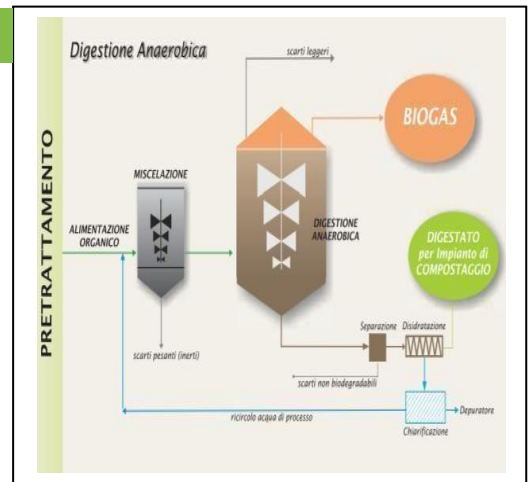 Digestione Anaerobica
scarti leggeri
BIOGAS
PRETRATTAMENTO
MISCELAZIONE
ALIMENTAZIONE
ORGANICO
DIGESTIONE
ANAEROBICA
DIGESTATO
per Impianto di
COMPOSTAGGIO
Separazione
Disidratazione
scarti pesanti (inerti)
scarti non biodegradabili
ricircolo acqua di processo
Depuratore
Chiarificazione